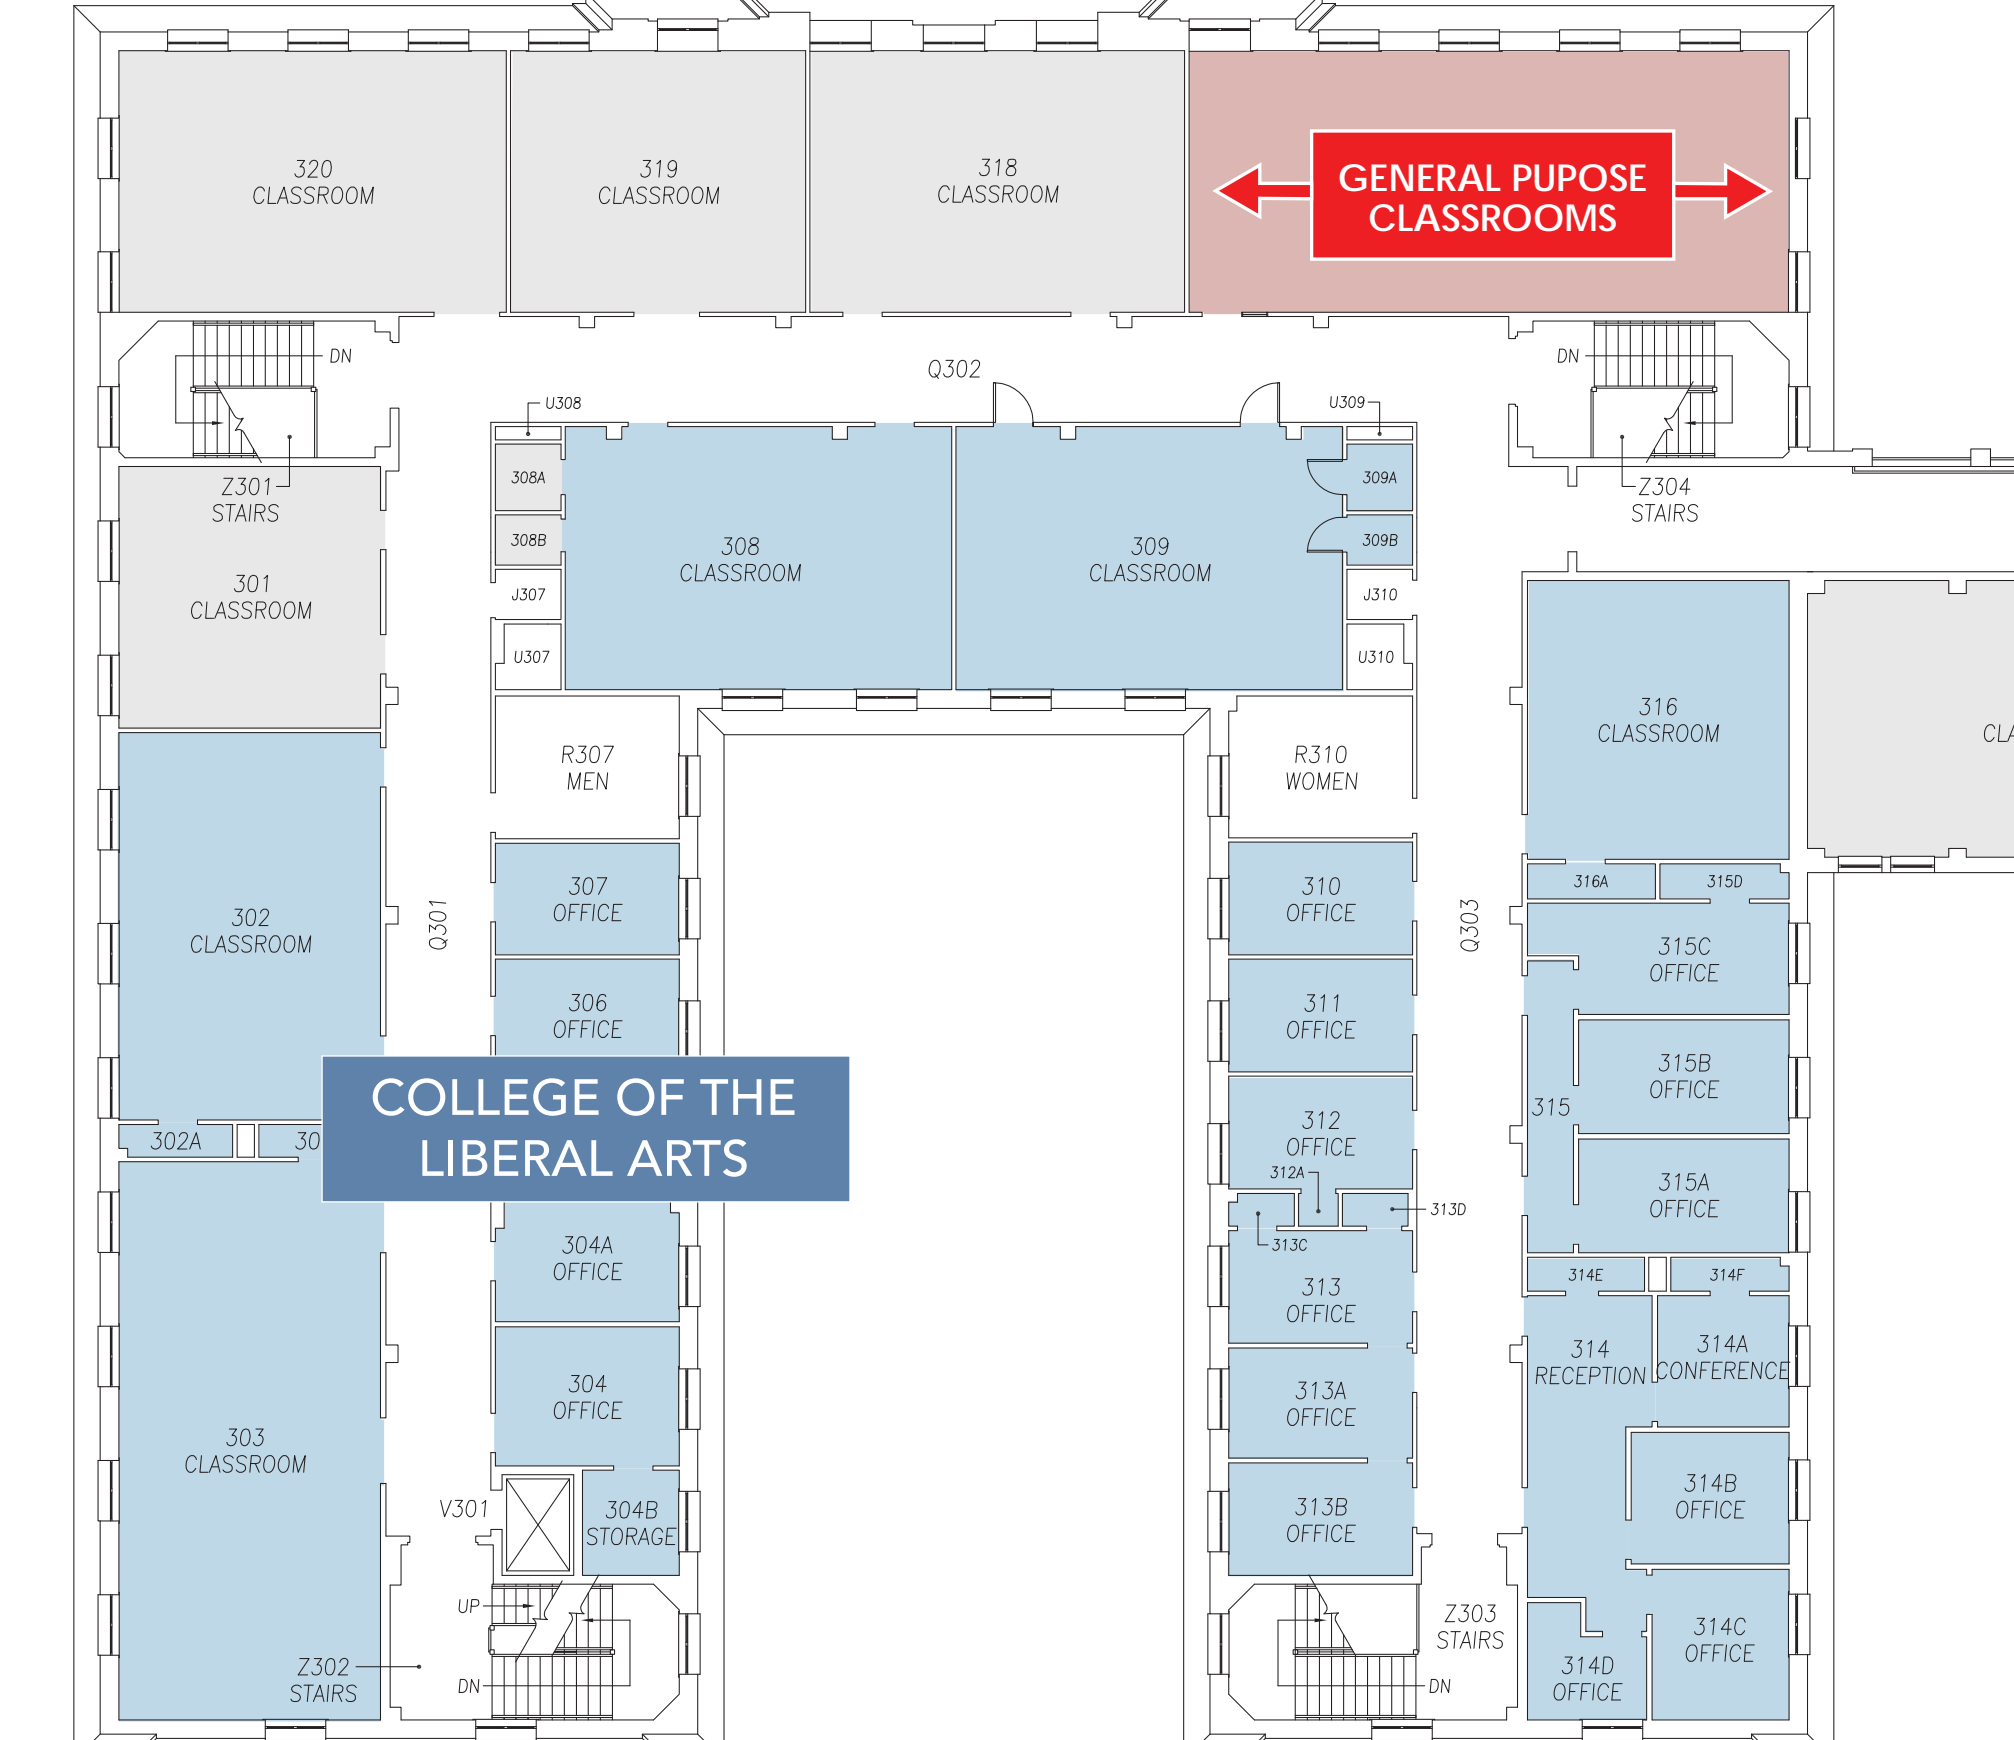 320
CLASSROOM
319
CLASSROOM
318
CLASSROOM
GENERAL PUPOSE
CLASSROOMS
DN
Q302
DN
U308
U309
Z301
STAIRS
308A
308B
J307
U307
308
CLASSROOM
309
CLASSROOM
309A
309B
J310
U310
Z304
STAIRS
301
CLASSROOM
316
CLASSROOM
R307
MEN
R310
WOMEN
302
CLASSROOM
Q301
307
OFFICE
306
OFFICE
310
OFFICE
311
OFFICE
Q303
316A
315D
315C
OFFICE
315B
OFFICE
315
315A
OFFICE
302A
COLLEGE OF THE
LIBERAL ARTS
312
OFFICE
312A
313D
313C
304A
OFFICE
313
OFFICE
314E
314F
314
RECEPTION
314A
CONFERENCE
304
OFFICE
313A
OFFICE
303
CLASSROOM
V301
304B
STORAGE
313B
OFFICE
314B
OFFICE
UP
DN
Z302
STAIRS
Z303
STAIRS
DN
314D
OFFICE
314C
OFFICE